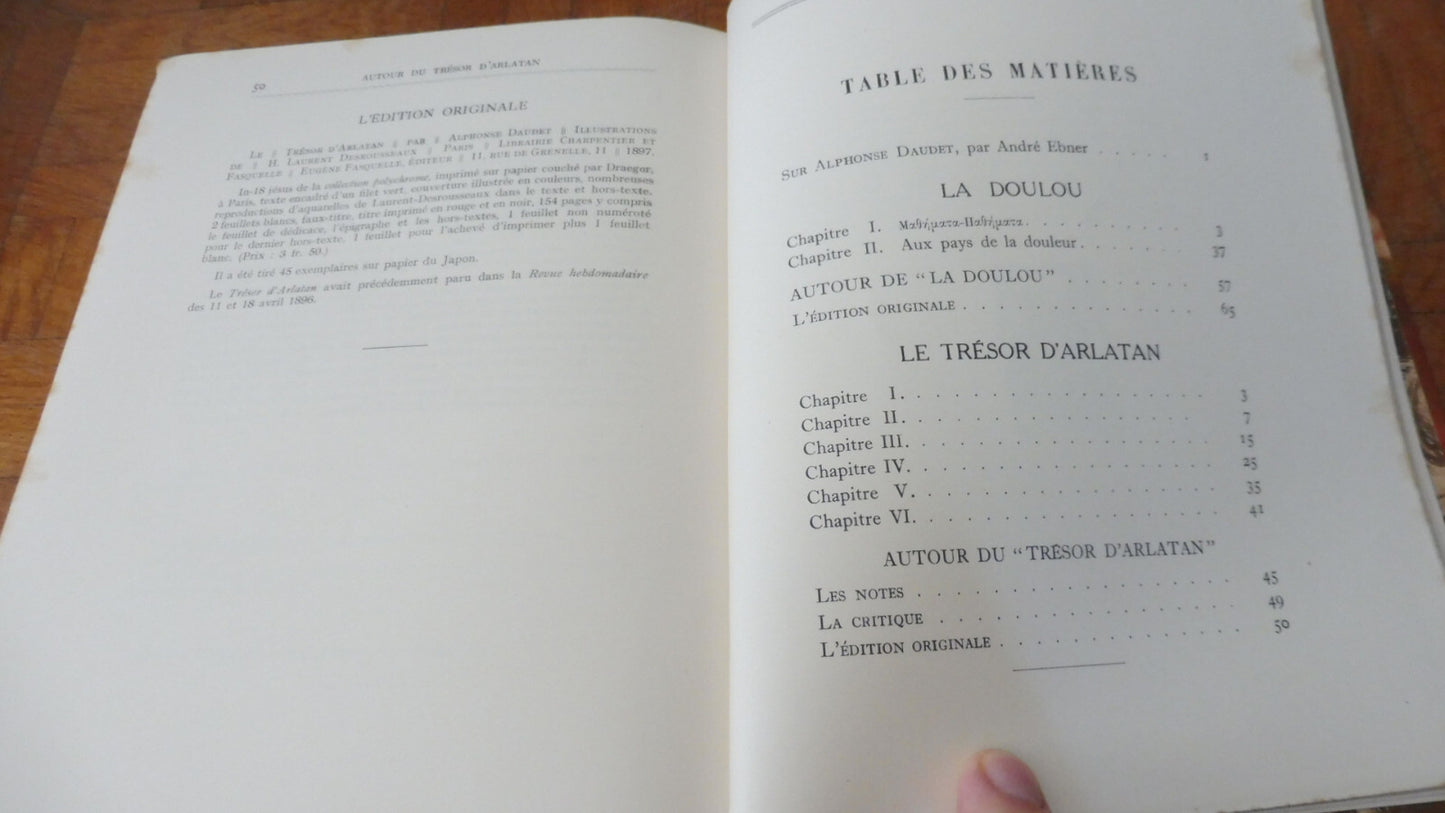 50
AUTOUR DU TRÉSOR D'ARLATAN
L'ÉDITION ORIGINALE
LE ‖ TRÉSOR D'ARLATAN ‖ PAR ‖ ALPHONSE DAUDET ‖ ILLUSTRATIONS
DE ‖ H. LAURENT DESROUSSEAUX ‖ PARIS ‖ LIBRAIRIE CHARPENTIER ET
FASQUELLE ‖ EUGÈNE FASQUELLE, ÉDITEUR ‖ 11, RUE DE GRENELLE, 11 ‖ 1897.
In-18 jésus de la collection polychrome, imprimé sur papier couché par Draegor,
à Paris, texte encadré d'un filet vert, couverture illustrée en couleurs, nombreuses
reproductions d'aquarelles de Laurent-Desrousseaux dans le texte et hors-texte.
2 feuillets blancs, faux-titre, titre imprimé en rouge et en noir, 154 pages y compris
le feuillet de dédicace, l'épigraphe et les hors-textes, 1 feuillet non numéroté
pour le dernier hors-texte, 1 feuillet pour l'achevé d'imprimer plus 1 feuillet
blanc. (Prix : 3 fr. 50.)
Il a été tiré 45 exemplaires sur papier du Japon.
Le Trésor d'Arlatan avait précédemment paru dans la Revue hebdomadaire
des 11 et 18 avril 1896.
TABLE DES MATIÈRES
SUR ALPHONSE DAUDET, par André Ebner . . . . . 1
LA DOULOU
Chapitre I. Μαθήματα-Παθήματα. . . . . . . . . . 3
Chapitre II. Aux pays de la douleur. . . . . . . . 37
AUTOUR DE "LA DOULOU" . . . . . . . . 57
L'ÉDITION ORIGINALE . . . . . . . . . . . . . 65
LE TRÉSOR D'ARLATAN
Chapitre I. . . . . . . . . . . . . . . . . 3
Chapitre II. . . . . . . . . . . . . . . . . 7
Chapitre III. . . . . . . . . . . . . . . . . 15
Chapitre IV. . . . . . . . . . . . . . . . . 25
Chapitre V. . . . . . . . . . . . . . . . . 35
Chapitre VI. . . . . . . . . . . . . . . . . 41
AUTOUR DU "TRÉSOR D'ARLATAN"
LES NOTES . . . . . . . . . . . . . . . . . 45
LA CRITIQUE . . . . . . . . . . . . . . . . 49
L'ÉDITION ORIGINALE . . . . . . . . . . . . . 50